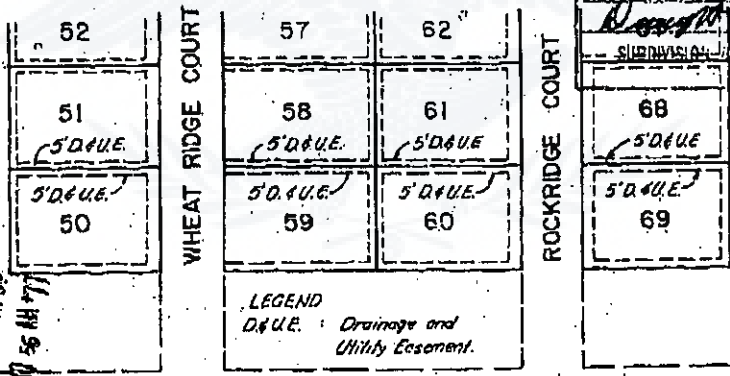 52
WHEAT RIDGE COURT
57
62
ROCKRIDGE COURT
SUBDIVISION
51
58
61
68
5' D.&U.E.
5' D.&U.E.
5' D.&U.E.
5' D.&U.E.
5' D.&U.E.
5' D.&U.E.
5' D.&U.E.
5' D.&U.E.
50
59
60
69
LEGEND
D.&U.E. : Drainage and
Utility Easement.